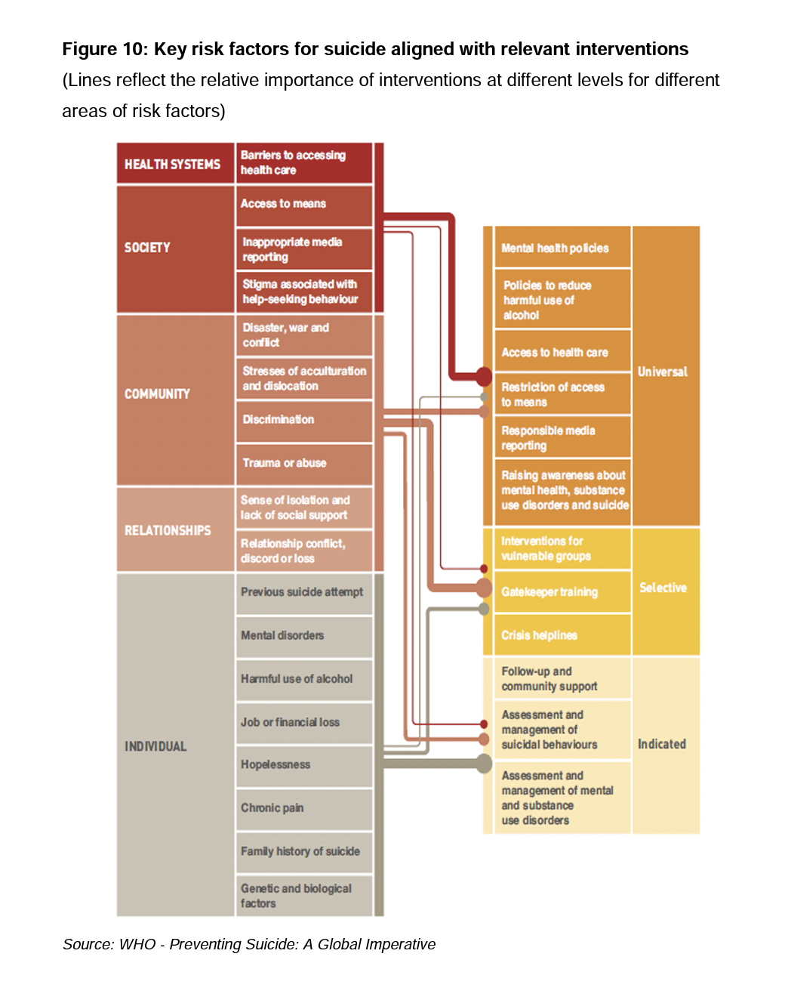 Figure 10: Key risk factors for suicide aligned with relevant interventions
(Lines reflect the relative importance of interventions at different levels for different
areas of risk factors)
HEALTH SYSTEMS
Barriers to accessing
health care
SOCIETY
Access to means
Inappropriate media
reporting
Stigma associated with
help-seeking behaviour
COMMUNITY
Disaster, war and
conflict
Stresses of acculturation
and dislocation
Discrimination
Trauma or abuse
RELATIONSHIPS
Sense of isolation and
lack of social support
Relationship conflict,
discord or loss
INDIVIDUAL
Previous suicide attempt
Mental disorders
Harmful use of alcohol
Job or financial loss
Hopelessness
Chronic pain
Family history of suicide
Genetic and biological
factors
Mental health policies
Policies to reduce
harmful use of
alcohol
Access to health care
Restriction of access
to means
Responsible media
reporting
Raising awareness about
mental health, substance
use disorders and suicide
Universal
Interventions for
vulnerable groups
Gatekeeper training
Crisis helplines
Selective
Follow-up and
community support
Assessment and
management of
suicidal behaviours
Assessment and
management of mental
and substance
use disorders
Indicated
Source: WHO - Preventing Suicide: A Global Imperative